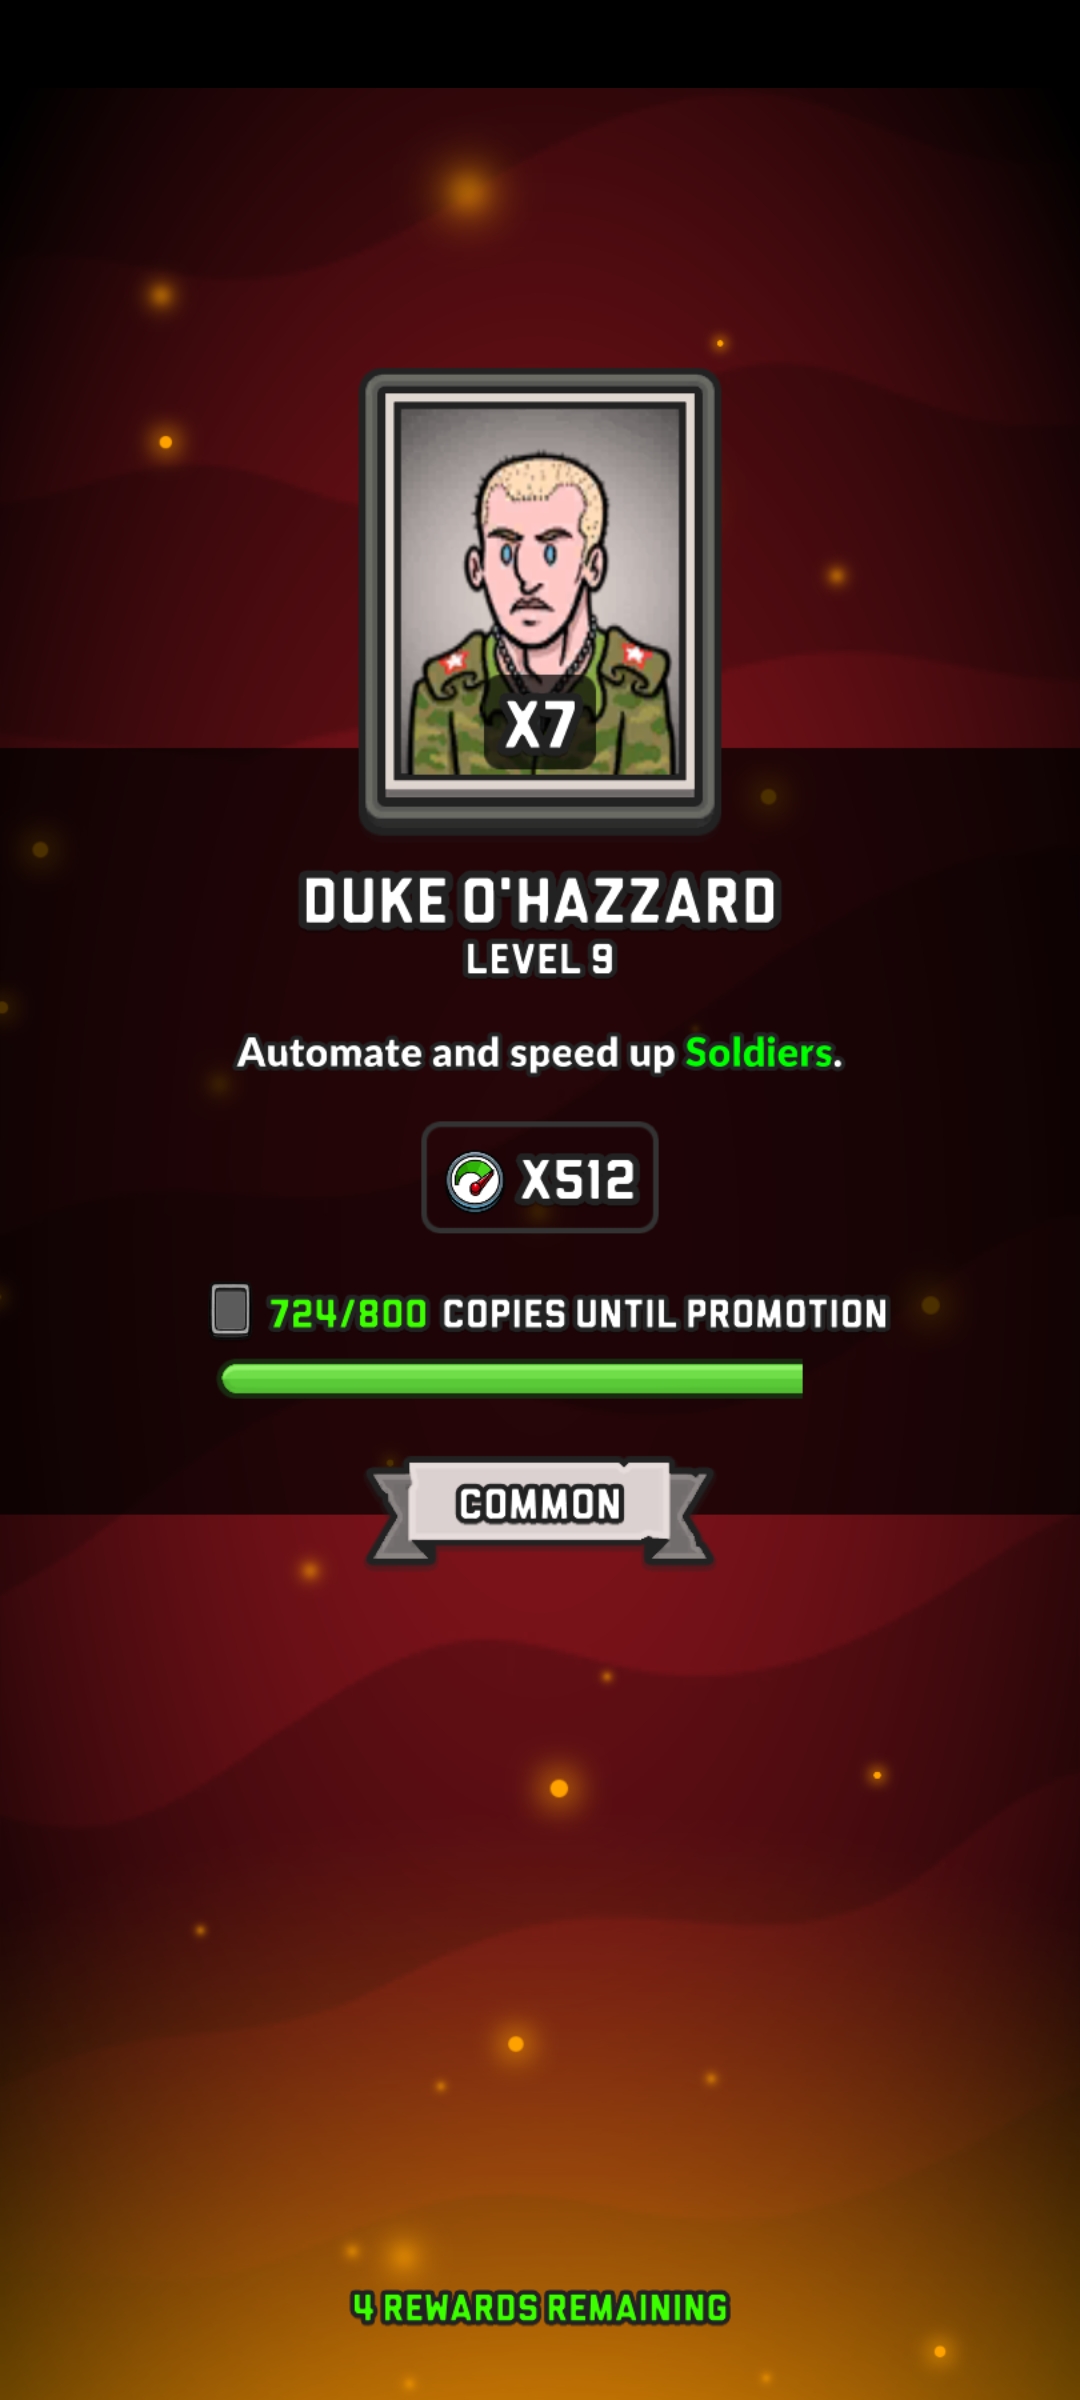 X7
DUKE O'HAZZARD
LEVEL 9
Automate and speed up Soldiers.
X512
724/800 COPIES UNTIL PROMOTION
COMMON
4 REWARDS REMAINING